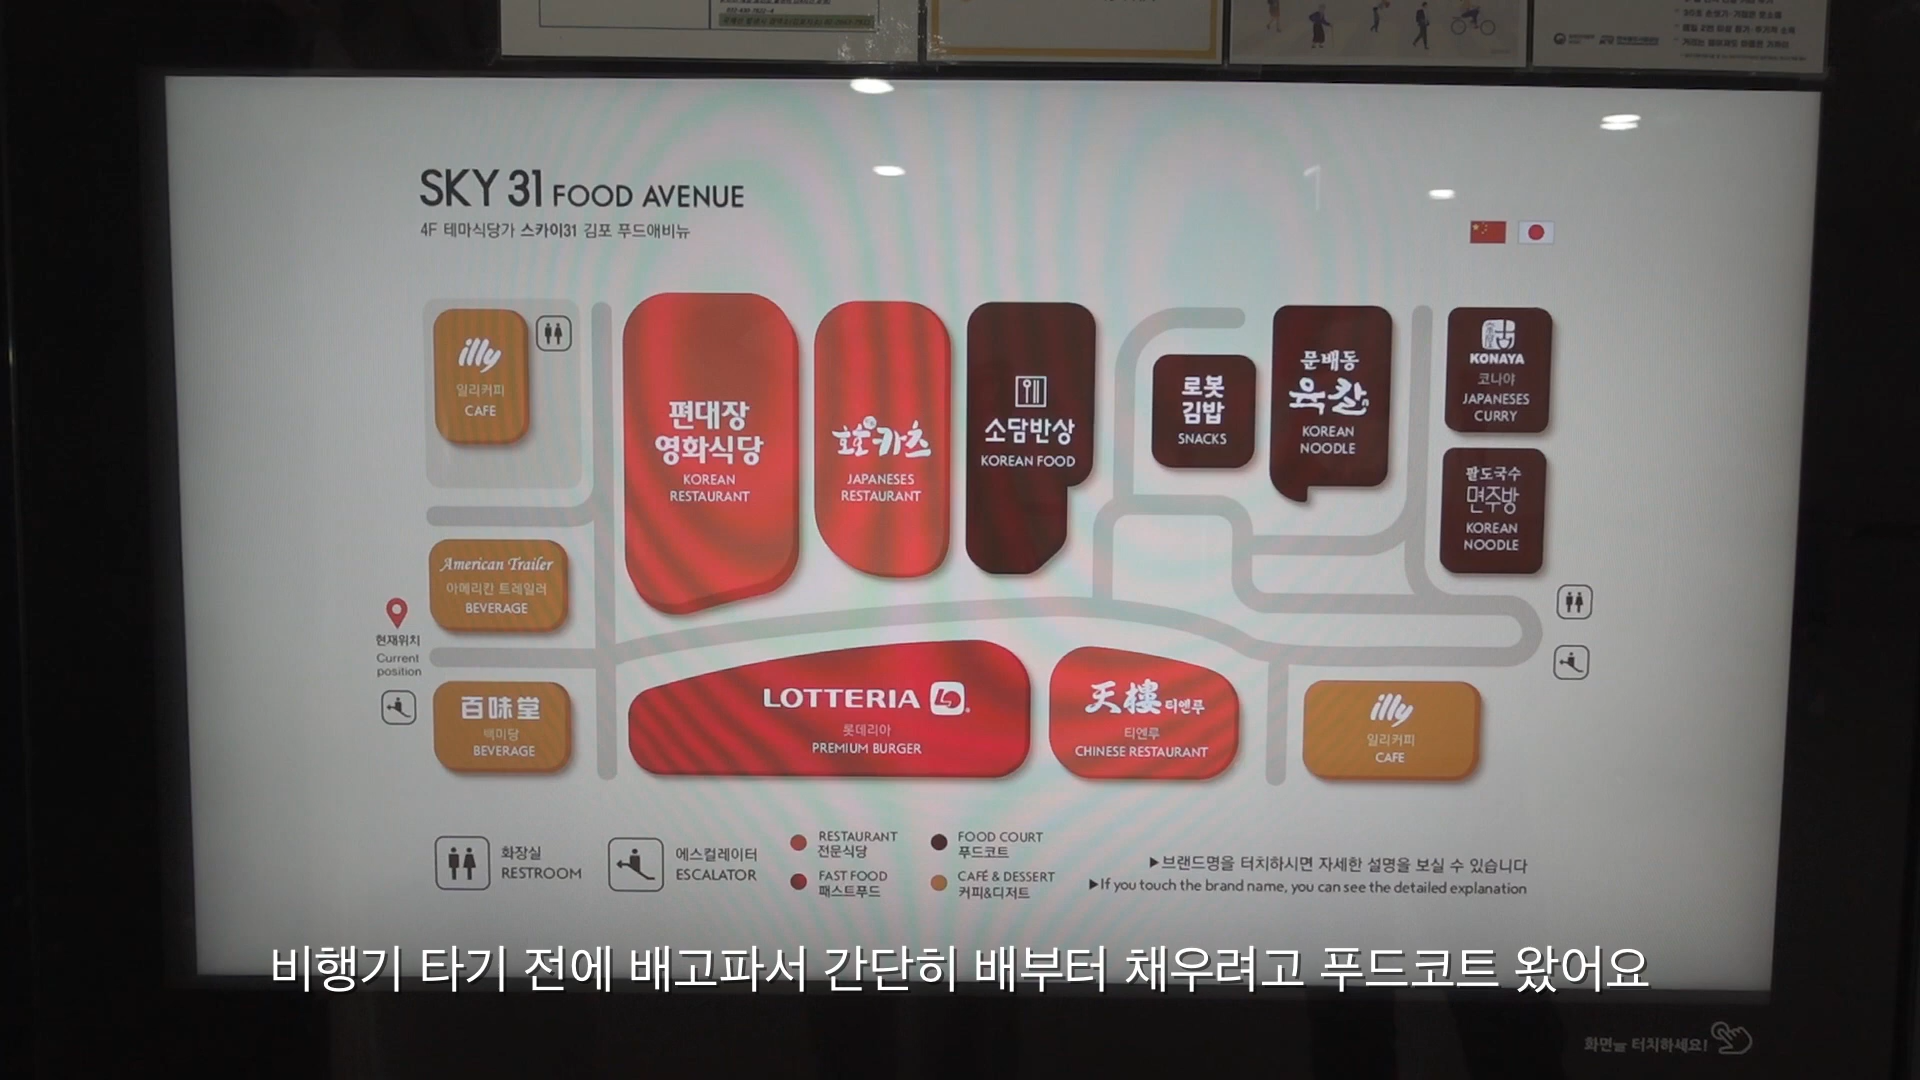 SKY 31 FOOD AVENUE
4F 테마식당가 스카이31 김포 푸드애비뉴
illy
일리커피
CAFE
편대장
영화식당
KOREAN
RESTAURANT
호호카츠
JAPANESES
RESTAURANT
소담반상
KOREAN FOOD
로봇
김밥
SNACKS
문배동
육칼
KOREAN
NOODLE
KONAYA
코나야
JAPANESES
CURRY
팔도국수
면주방
KOREAN
NOODLE
American Trailer
아메리칸 트레일러
BEVERAGE
현재위치
Current
position
百味堂
백미당
BEVERAGE
LOTTERIA
롯데리아
PREMIUM BURGER
天樓 티엔루
티엔루
CHINESE RESTAURANT
illy
일리커피
CAFE
화장실
RESTROOM
에스컬레이터
ESCALATOR
RESTAURANT
전문식당
FAST FOOD
패스트푸드
FOOD COURT
푸드코트
CAFÉ & DESSERT
커피&디저트
▶브랜드명을 터치하시면 자세한 설명을 보실 수 있습니다
▶If you touch the brand name, you can see the detailed explanation
비행기 타기 전에 배고파서 간단히 배부터 채우려고 푸드코트 왔어요
화면을 터치하세요!